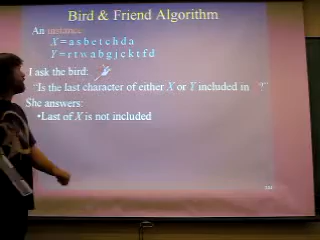 Bird & Friend Algorithm
An instance:
X = a s b e t c h d a
Y = r t w a b g j c k t f d
I ask the bird:
“Is the last character of either X or Y included in ?”
She answers:
•Last of X is not included